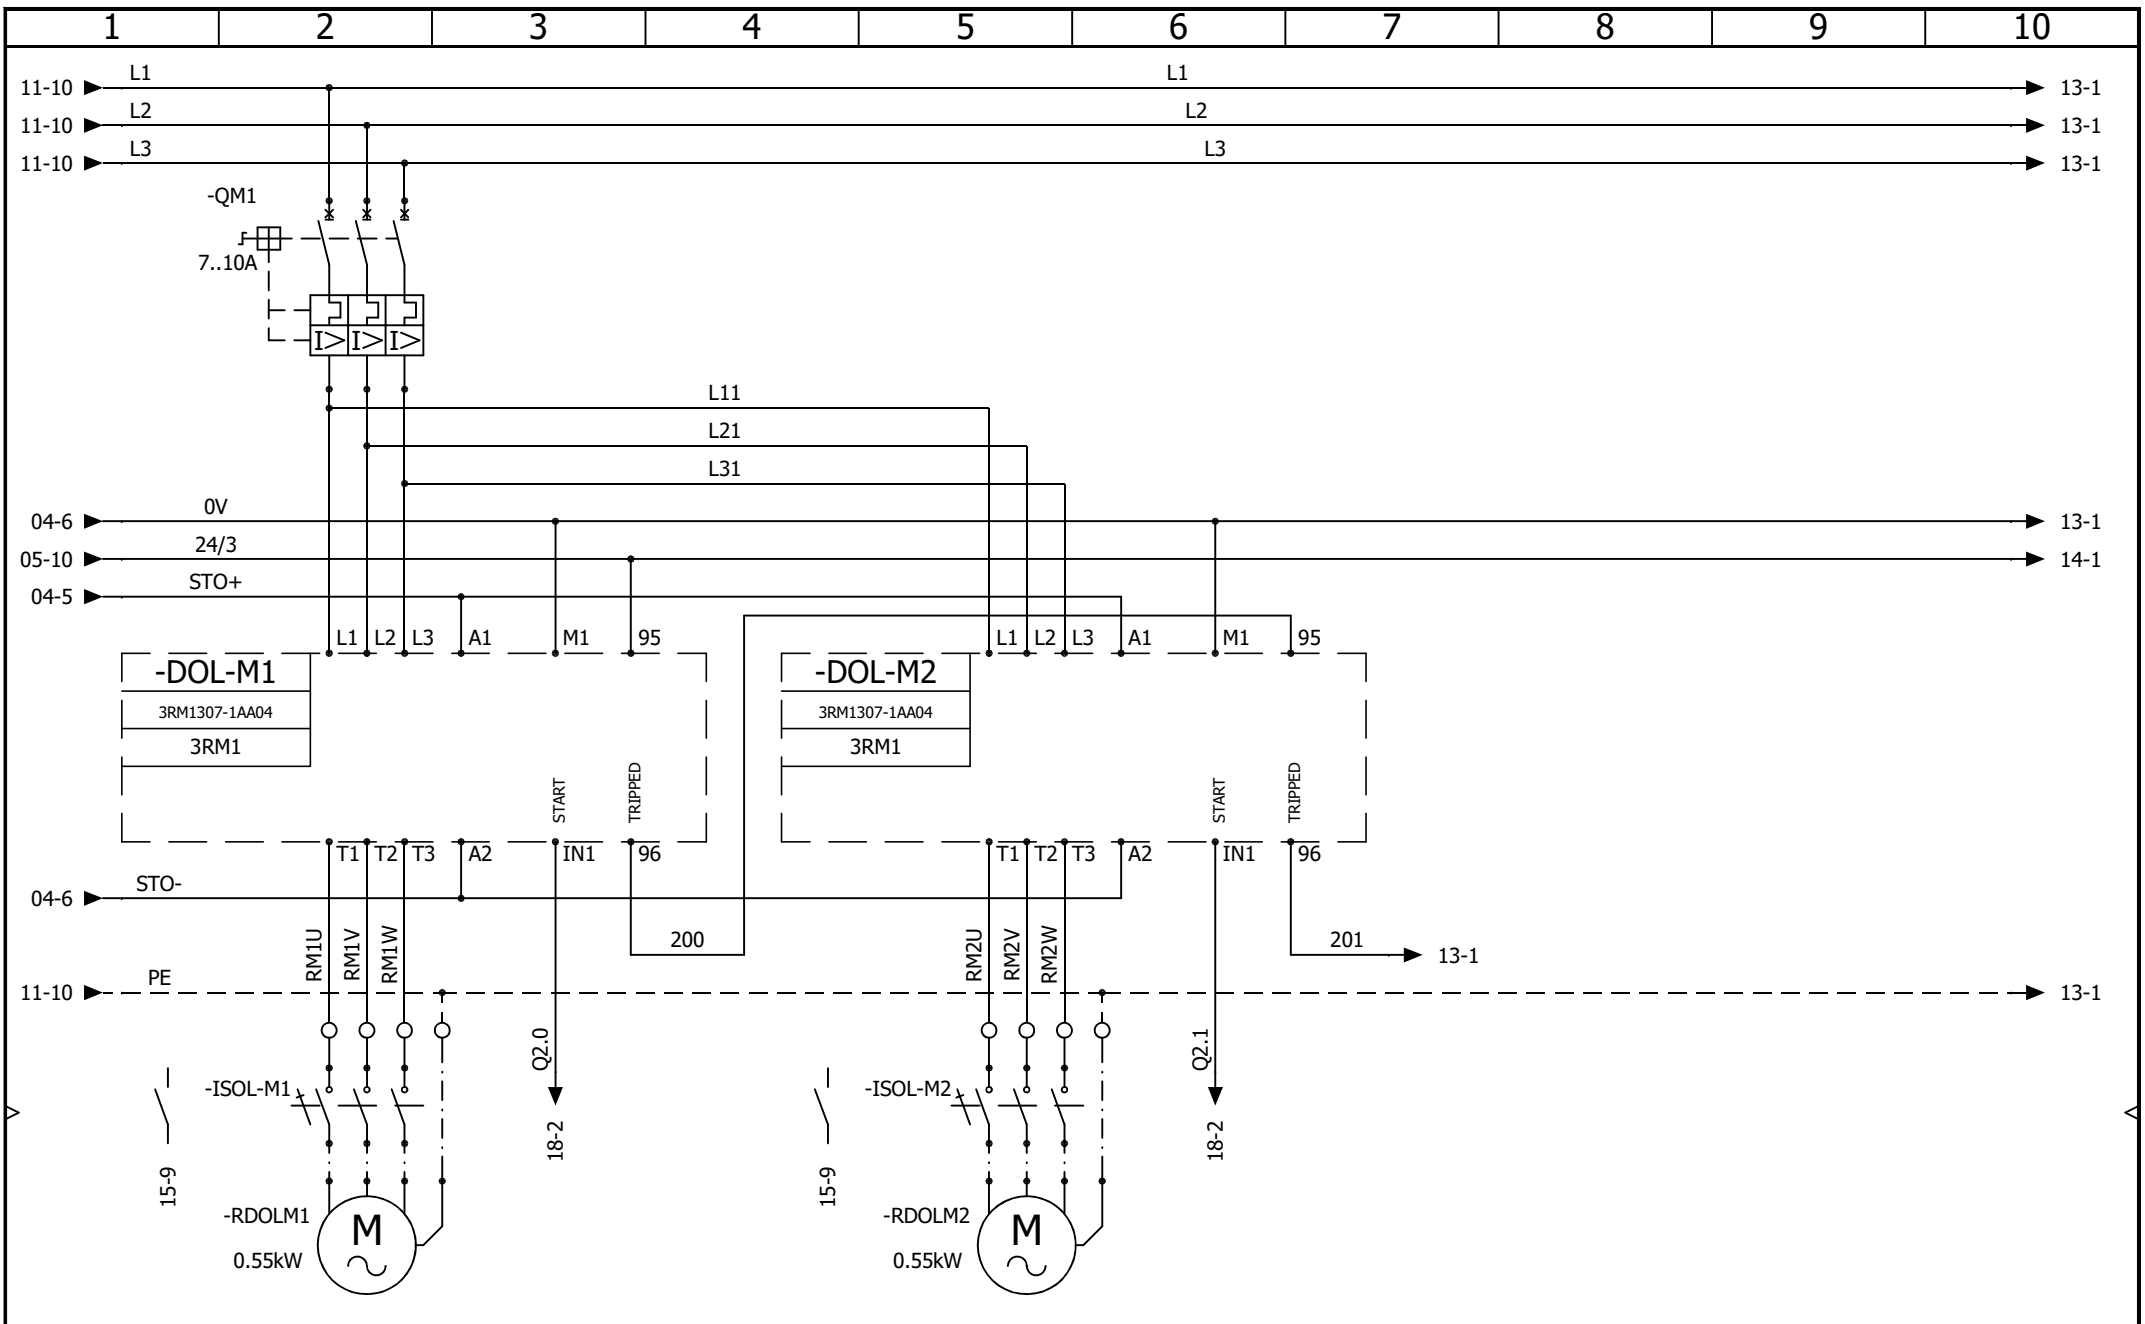 1 2 3 4 5 6 7 8 9 10
11-10 L1 L1 13-1
11-10 L2 L2 13-1
11-10 L3 L3 13-1
-QM1
7..10A
I> I> I>
L11
L21
L31
04-6 0V 13-1
05-10 24/3 14-1
04-5 STO+
L1 L2 L3 A1 M1 95 L1 L2 L3 A1 M1 95
-DOL-M1 -DOL-M2
3RM1307-1AA04 3RM1307-1AA04
3RM1 3RM1
START TRIPPED START TRIPPED
T1 T2 T3 A2 IN1 96 T1 T2 T3 A2 IN1 96
04-6 STO-
RM1U RM1V RM1W 200 RM2U RM2V RM2W 201 13-1
11-10 PE 13-1
Q2.0 Q2.1
-ISOL-M1 -ISOL-M2
15-9 18-2 15-9 18-2
-RDOLM1 M -RDOLM2 M
0.55kW 0.55kW